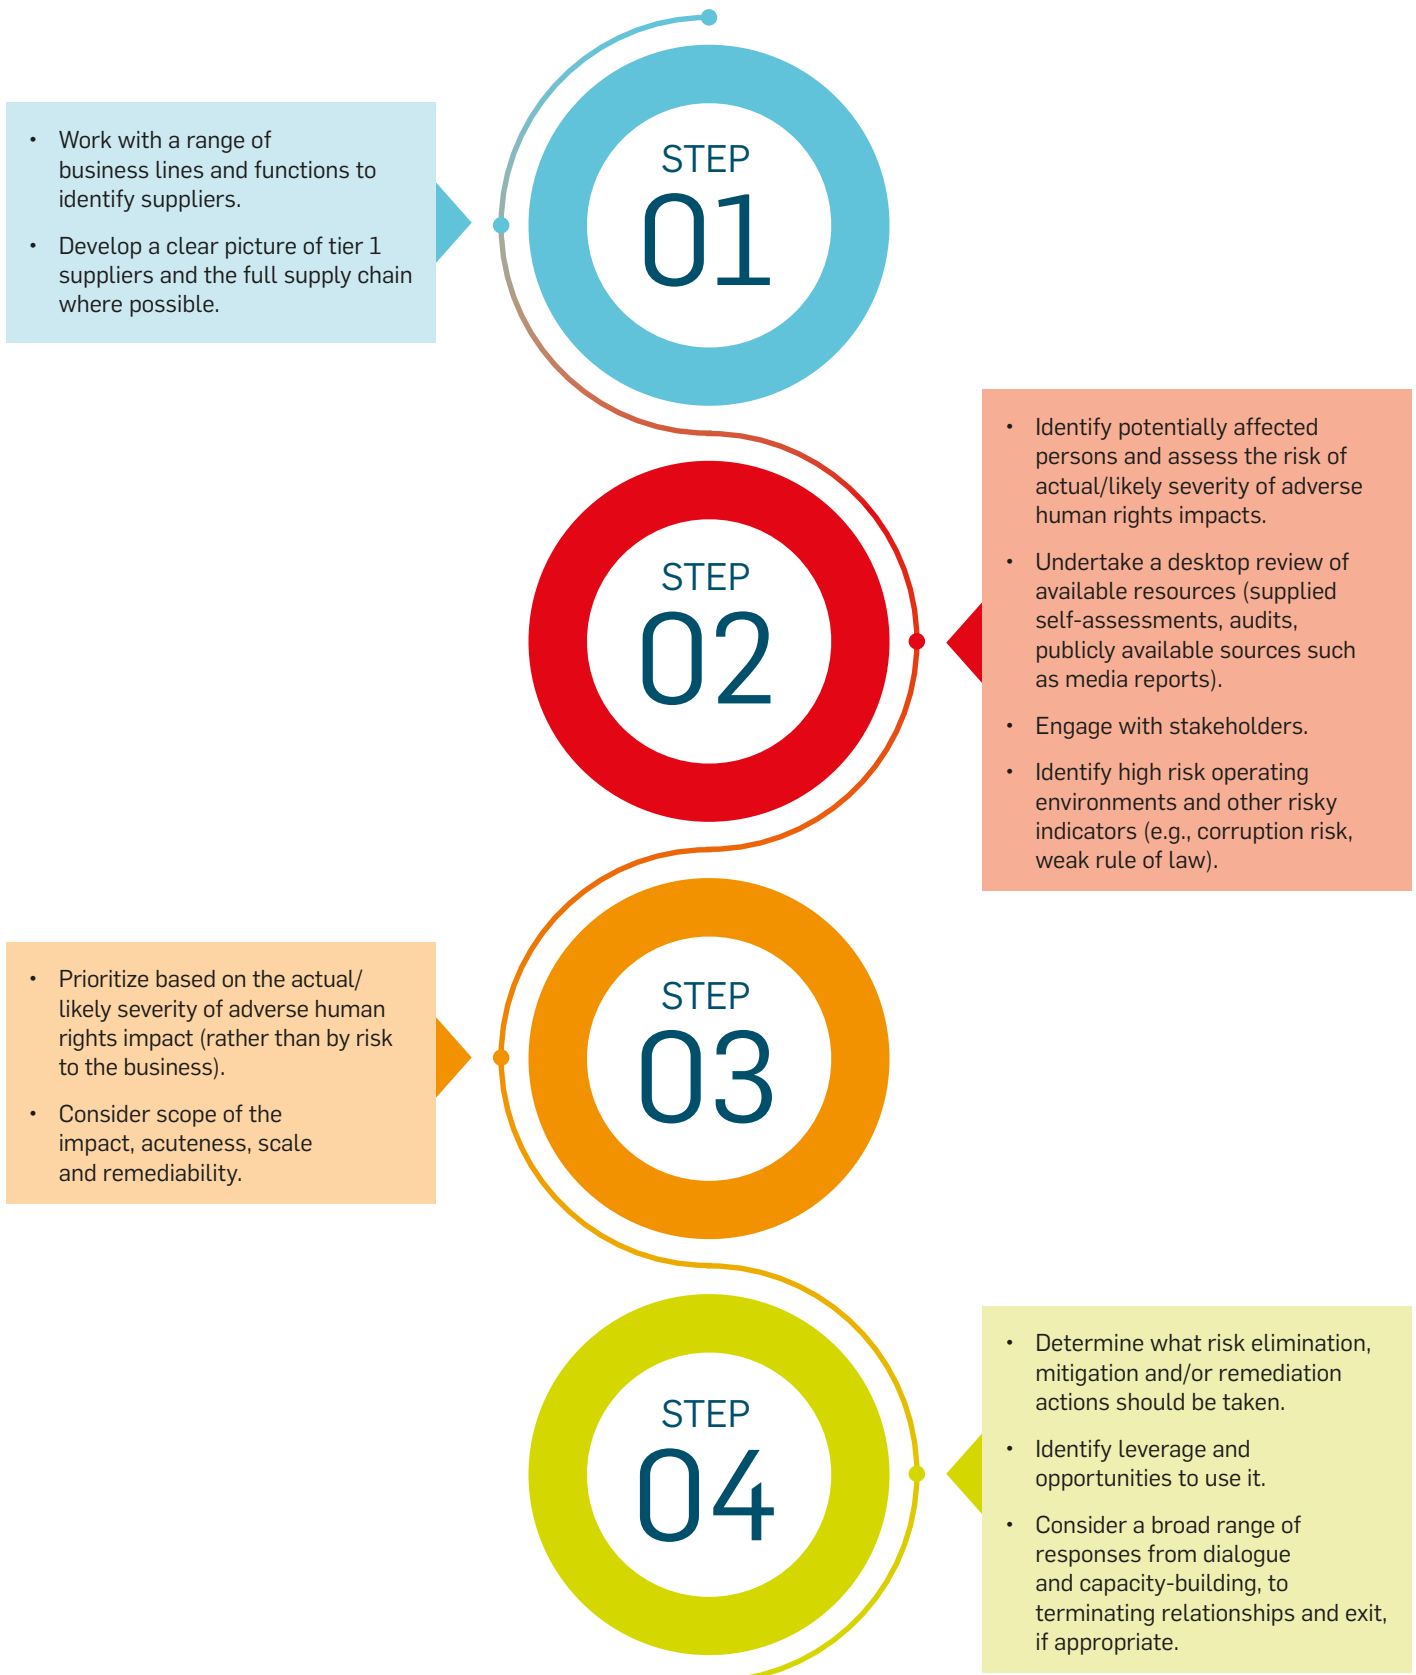 STEP
01
• Work with a range of
business lines and functions to
identify suppliers.
• Develop a clear picture of tier 1
suppliers and the full supply chain
where possible.
STEP
02
• Identify potentially affected
persons and assess the risk of
actual/likely severity of adverse
human rights impacts.
• Undertake a desktop review of
available resources (supplied
self-assessments, audits,
publicly available sources such
as media reports).
• Engage with stakeholders.
• Identify high risk operating
environments and other risky
indicators (e.g., corruption risk,
weak rule of law).
STEP
03
• Prioritize based on the actual/
likely severity of adverse human
rights impact (rather than by risk
to the business).
• Consider scope of the
impact, acuteness, scale
and remediability.
STEP
04
• Determine what risk elimination,
mitigation and/or remediation
actions should be taken.
• Identify leverage and
opportunities to use it.
• Consider a broad range of
responses from dialogue
and capacity-building, to
terminating relationships and exit,
if appropriate.